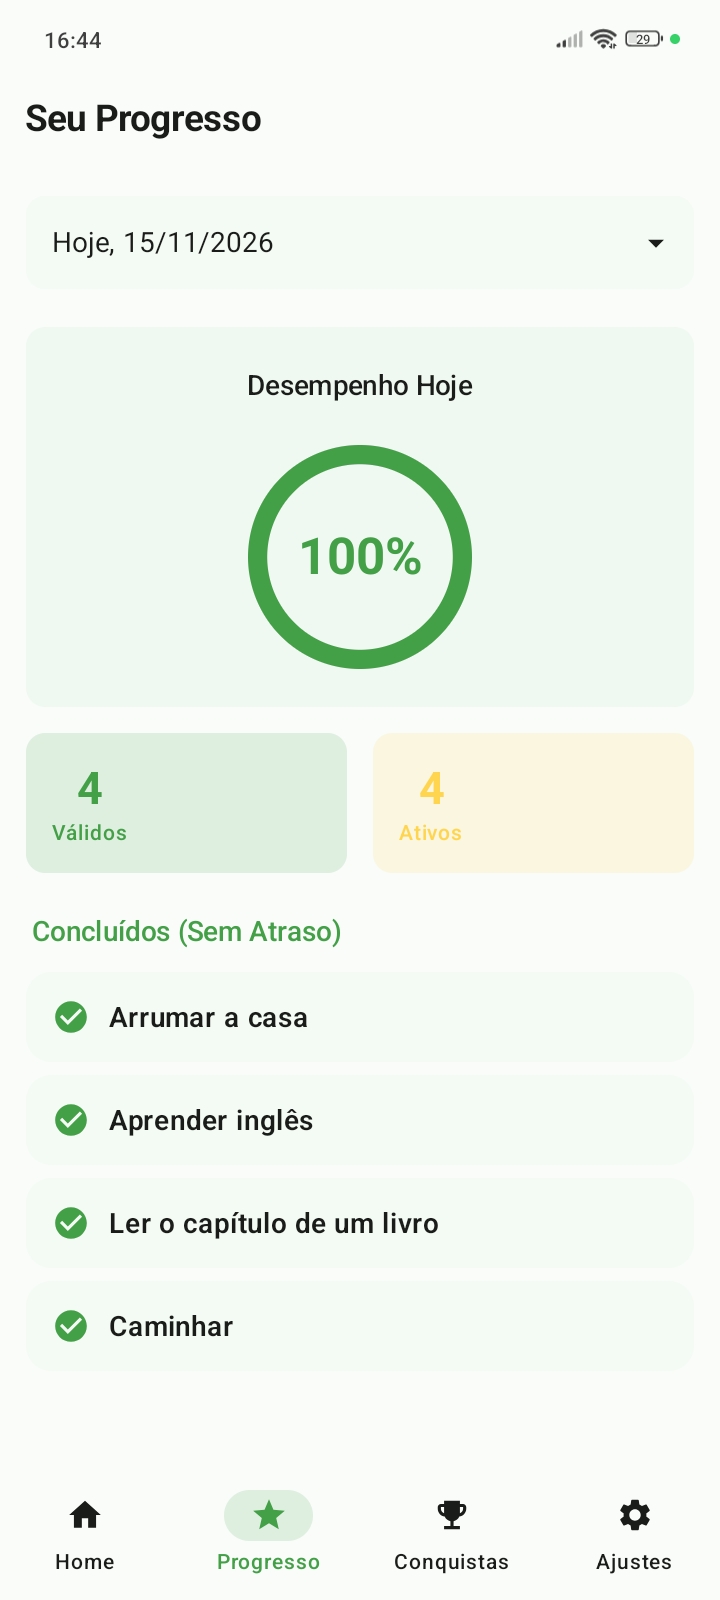 16:44
29
Seu Progresso
Hoje, 15/11/2026
Desempenho Hoje
100%
4
Válidos
4
Ativos
Concluídos (Sem Atraso)
Arrumar a casa
Aprender inglês
Ler o capítulo de um livro
Caminhar
Home
Progresso
Conquistas
Ajustes